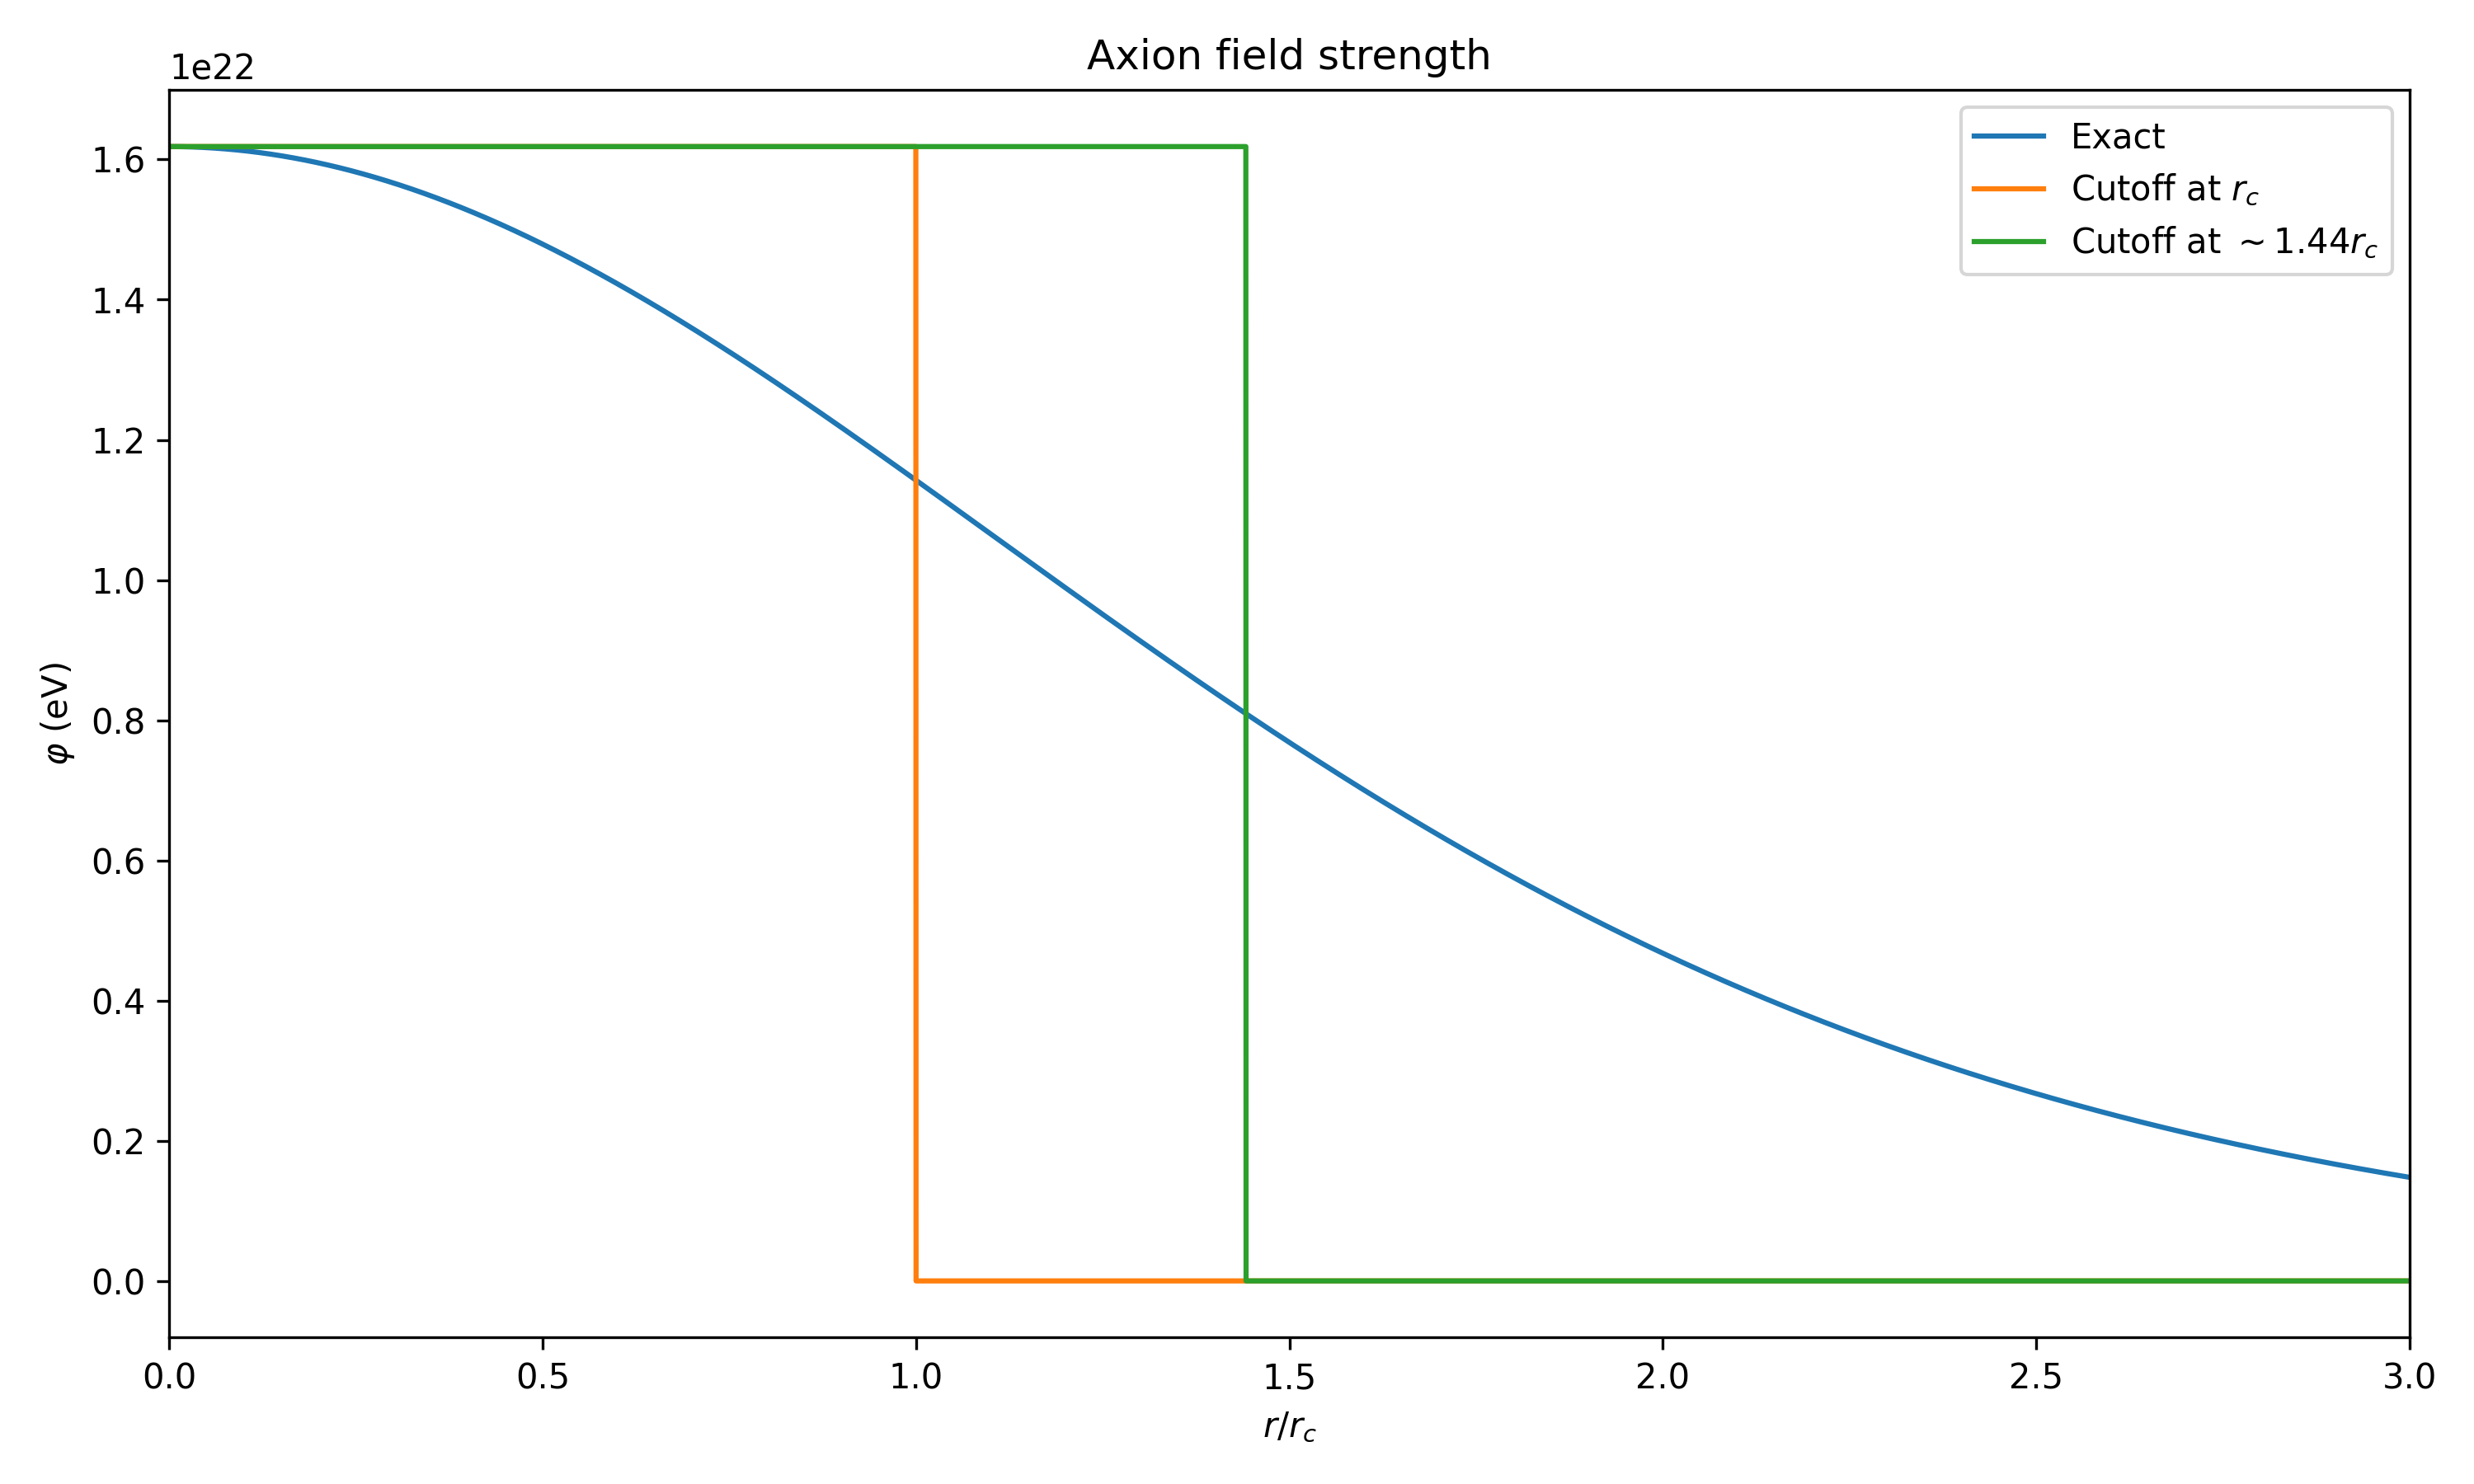 Axion field strength
1e22
1.6
1.4
1.2
1.0
0.8
0.6
0.4
0.2
0.0
φ (eV)
Exact
Cutoff at r_c
Cutoff at ~1.44r_c
0.0 0.5 1.0 1.5 2.0 2.5 3.0
r/r_c